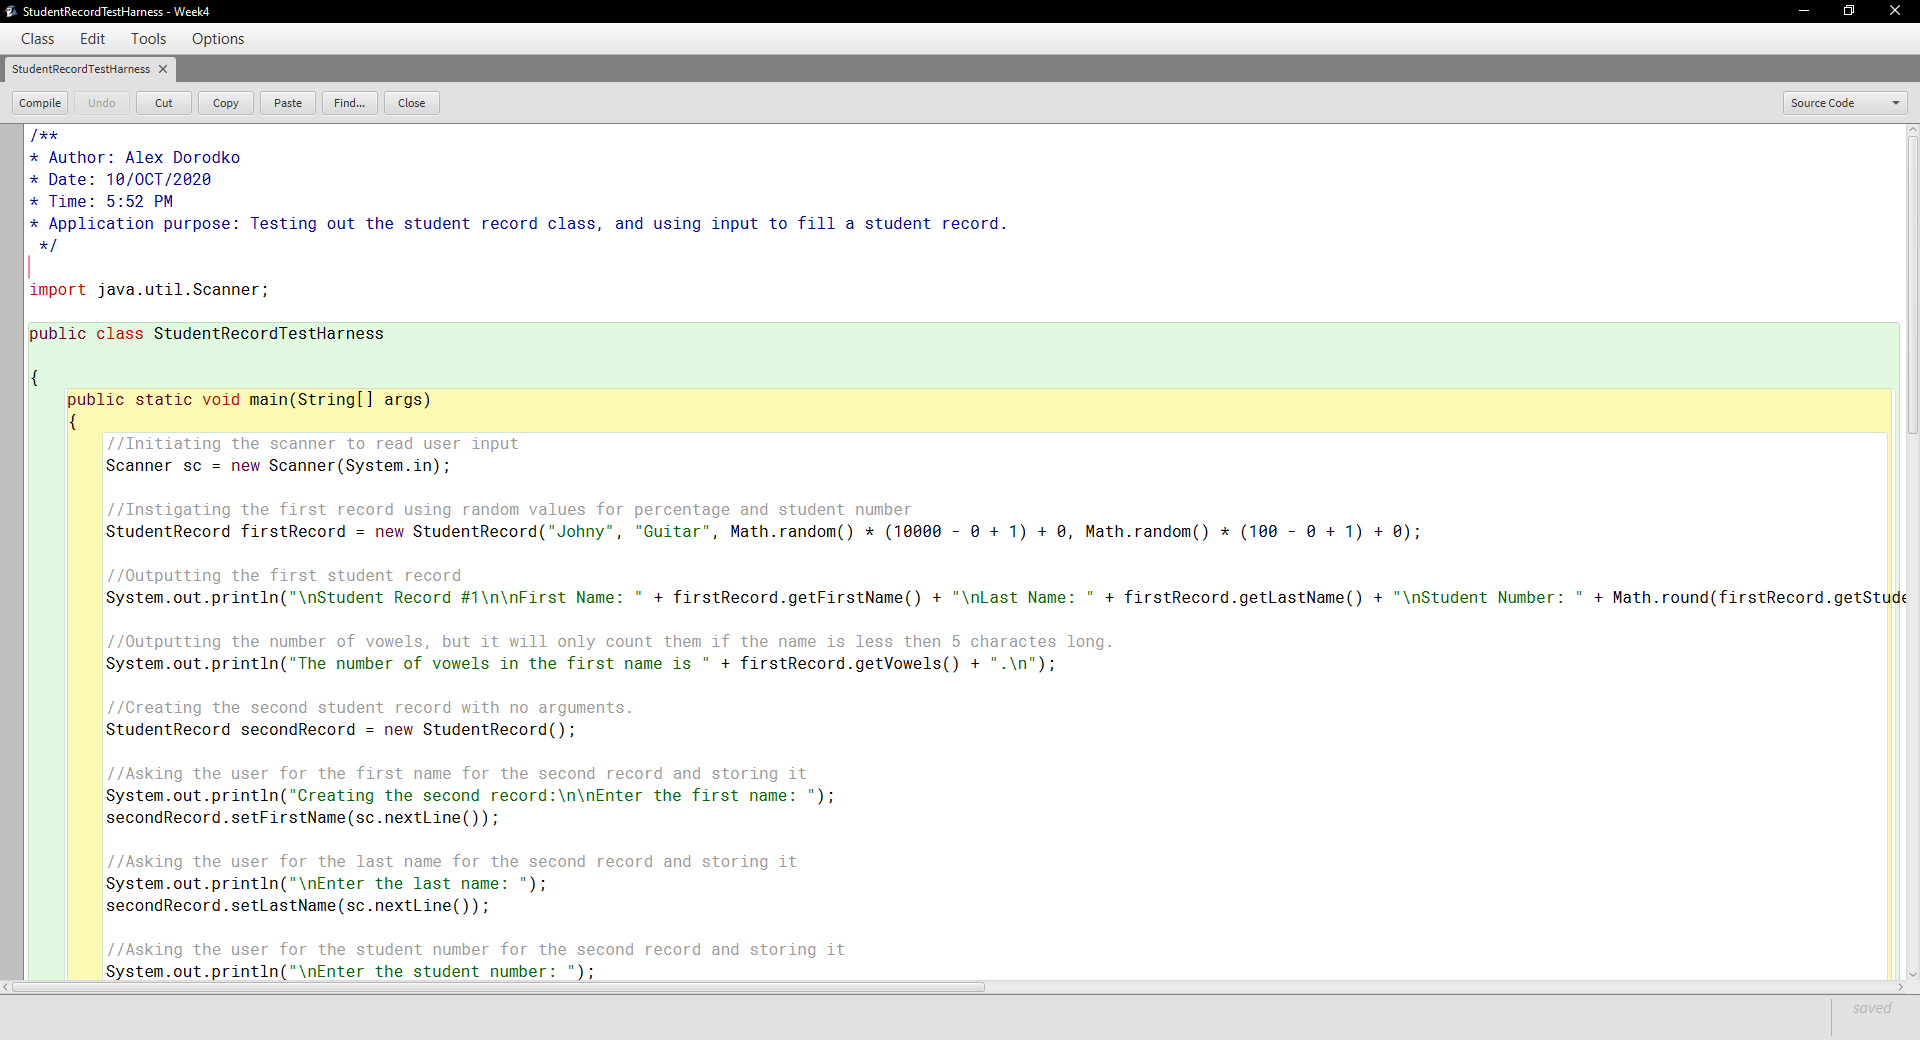 StudentRecordTestHarness - Week4
Class Edit Tools Options
StudentRecordTestHarness
Compile Undo Cut Copy Paste Find... Close Source Code
/**
* Author: Alex Dorodko
* Date: 10/OCT/2020
* Time: 5:52 PM
* Application purpose: Testing out the student record class, and using input to fill a student record.
*/
import java.util.Scanner;
public class StudentRecordTestHarness
{
public static void main(String[] args)
{
//Initiating the scanner to read user input
Scanner sc = new Scanner(System.in);
//Instigating the first record using random values for percentage and student number
StudentRecord firstRecord = new StudentRecord("Johny", "Guitar", Math.random() * (10000 - 0 + 1) + 0, Math.random() * (100 - 0 + 1) + 0);
//Outputting the first student record
System.out.println("\nStudent Record #1\n\nFirst Name: " + firstRecord.getFirstName() + "\nLast Name: " + firstRecord.getLastName() + "\nStudent Number: " + Math.round(firstRecord.getStude
//Outputting the number of vowels, but it will only count them if the name is less then 5 charactes long.
System.out.println("The number of vowels in the first name is " + firstRecord.getVowels() + ".\n");
//Creating the second student record with no arguments.
StudentRecord secondRecord = new StudentRecord();
//Asking the user for the first name for the second record and storing it
System.out.println("Creating the second record:\n\nEnter the first name: ");
secondRecord.setFirstName(sc.nextLine());
//Asking the user for the last name for the second record and storing it
System.out.println("\nEnter the last name: ");
secondRecord.setLastName(sc.nextLine());
//Asking the user for the student number for the second record and storing it
System.out.println("\nEnter the student number: ");
saved